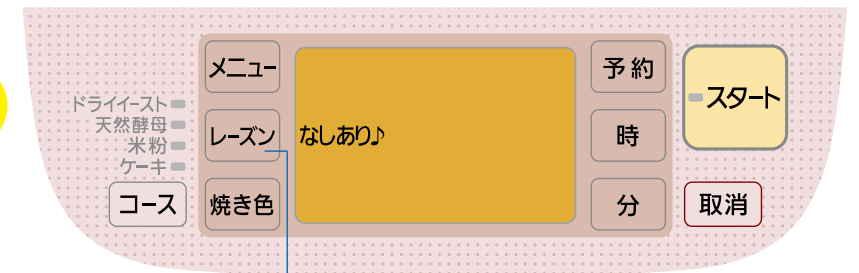 メニュー
予約
ドライイースト
天然酵母
米粉
ケーキ
レーズン
なしあり♪
時
スタート
コース
焼き色
分
取消